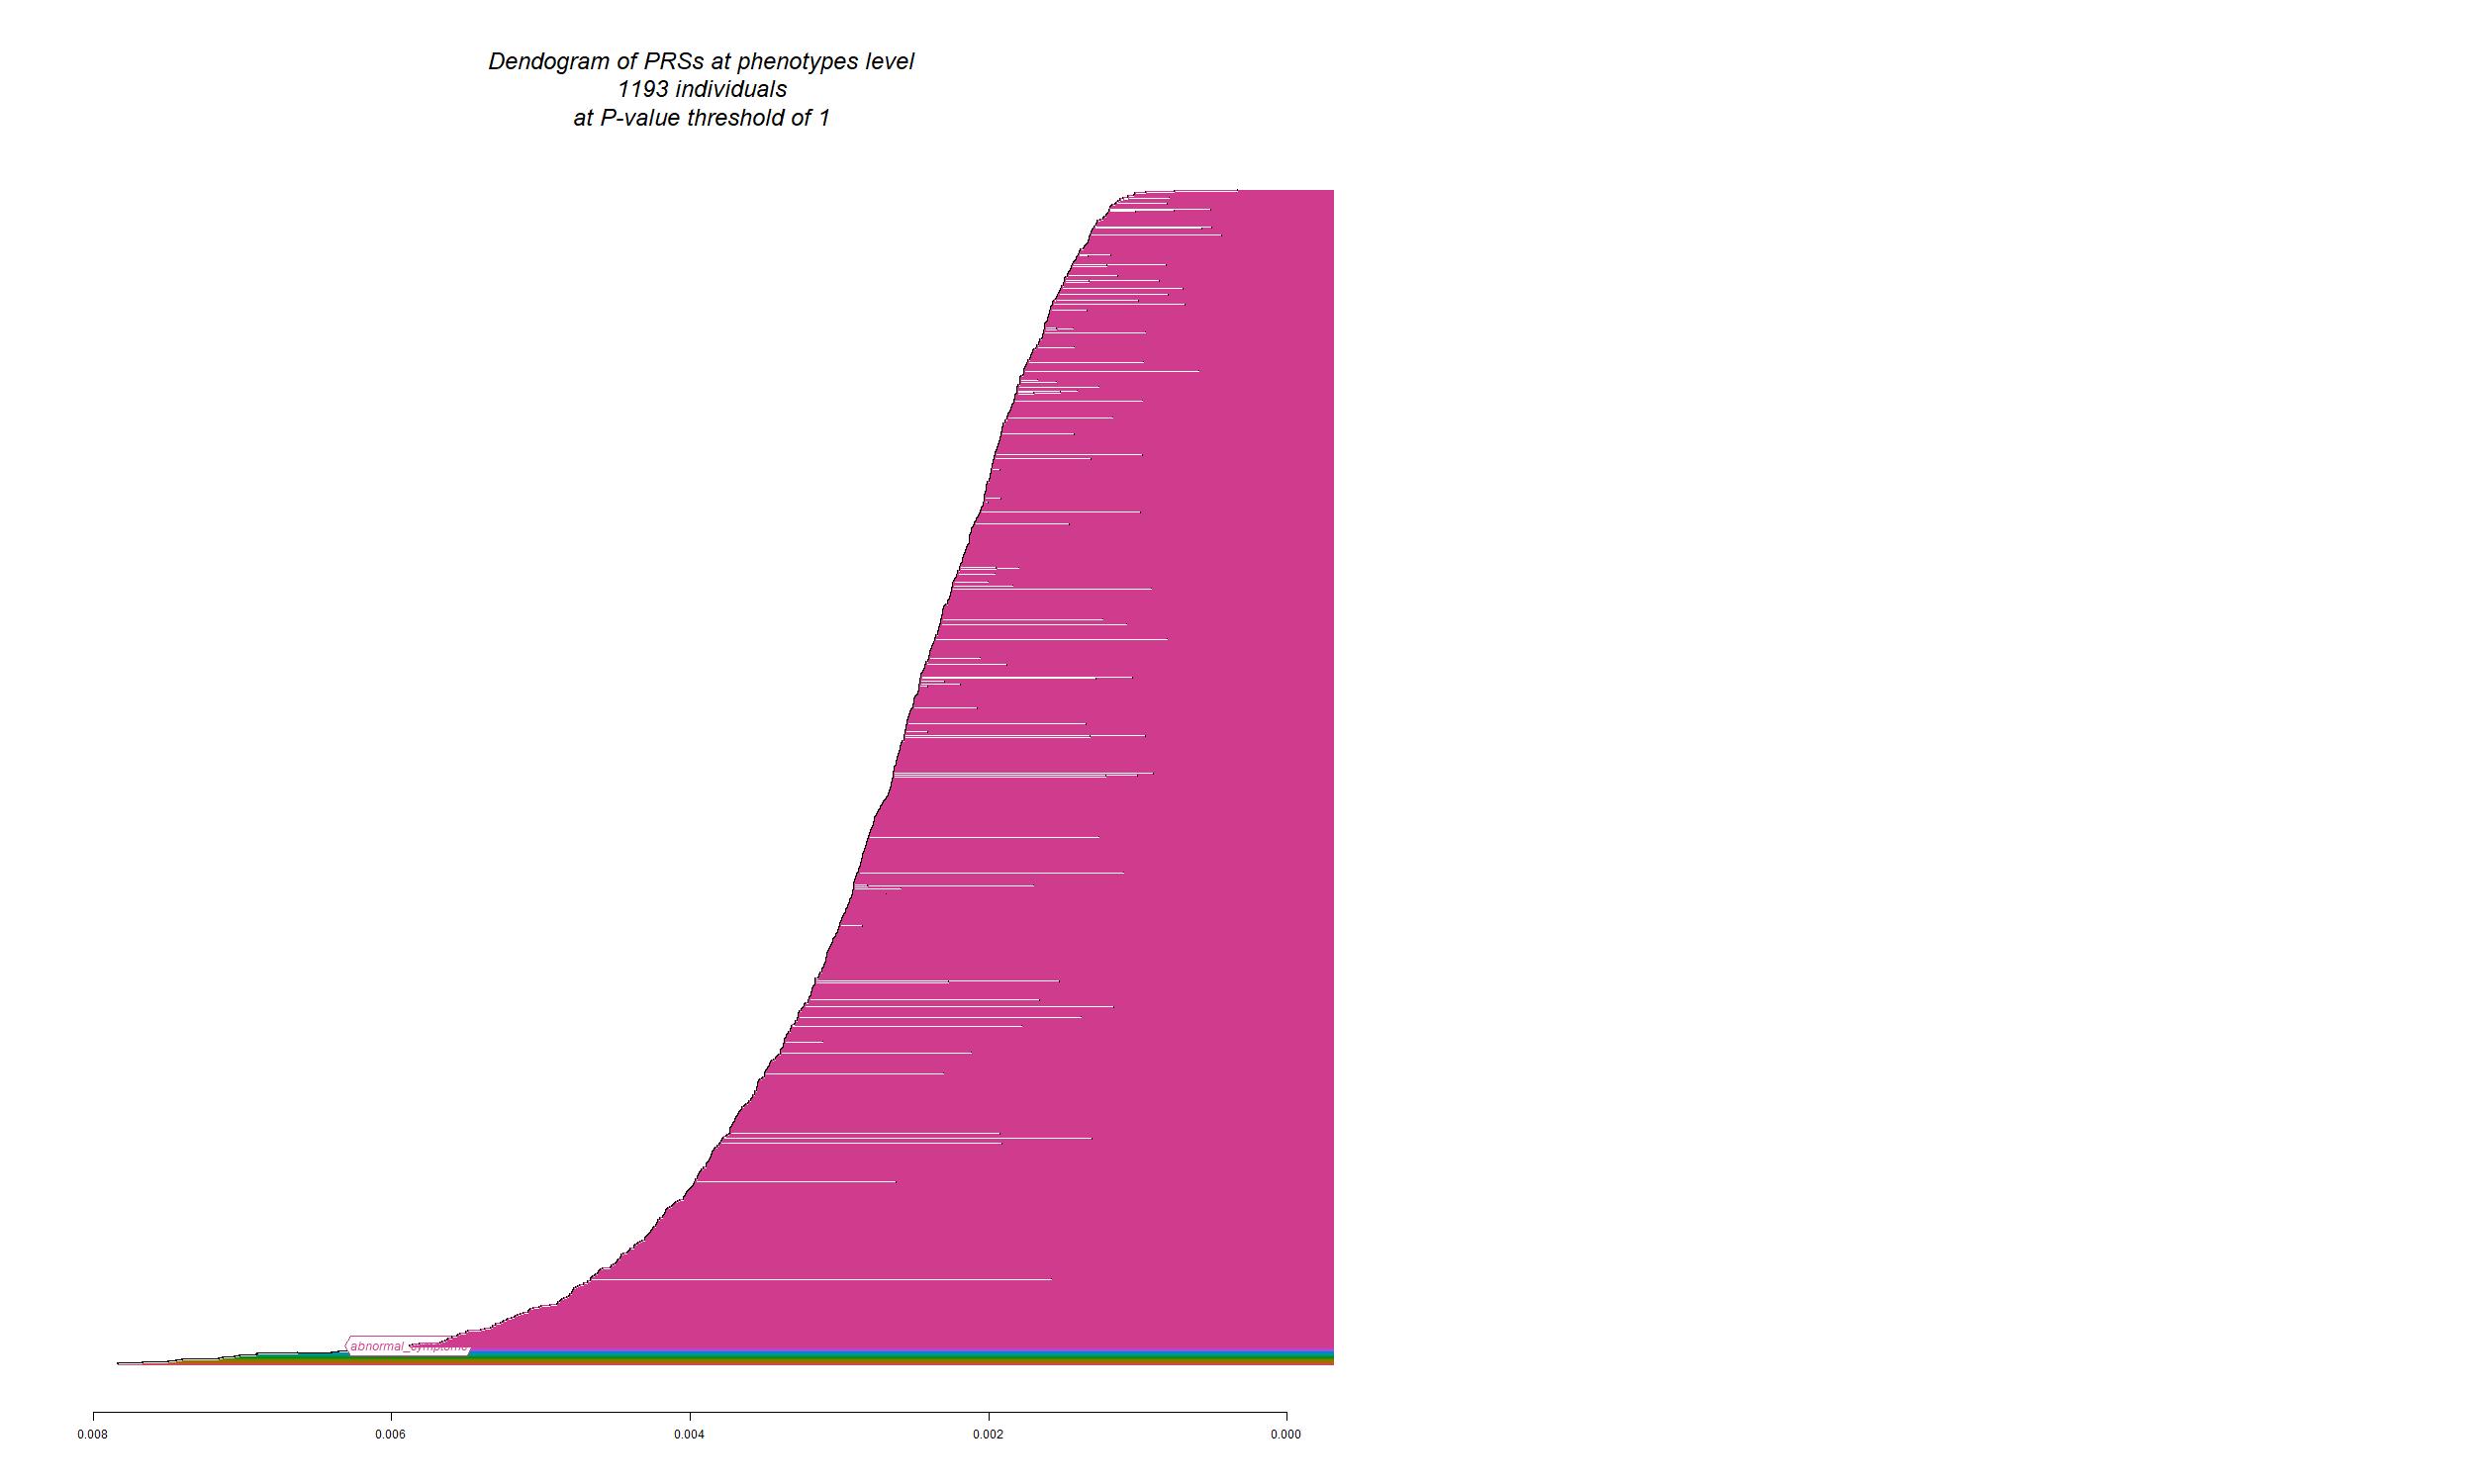 Dendogram of PRSs at phenotypes level
1193 individuals
at P-value threshold of 1
0.008 0.006 0.004 0.002 0.000